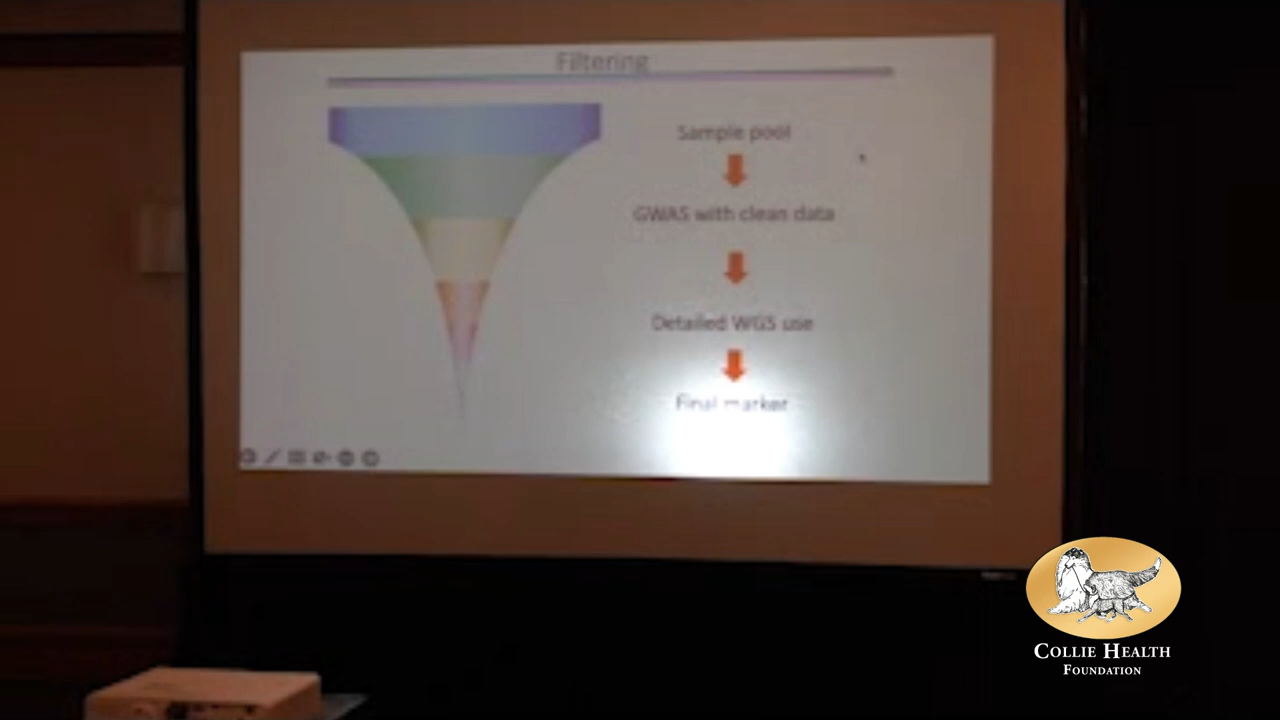 Filtering
Sample pool
GWAS with clean data
Detailed WGS use
Final marker
COLLIE HEALTH
FOUNDATION